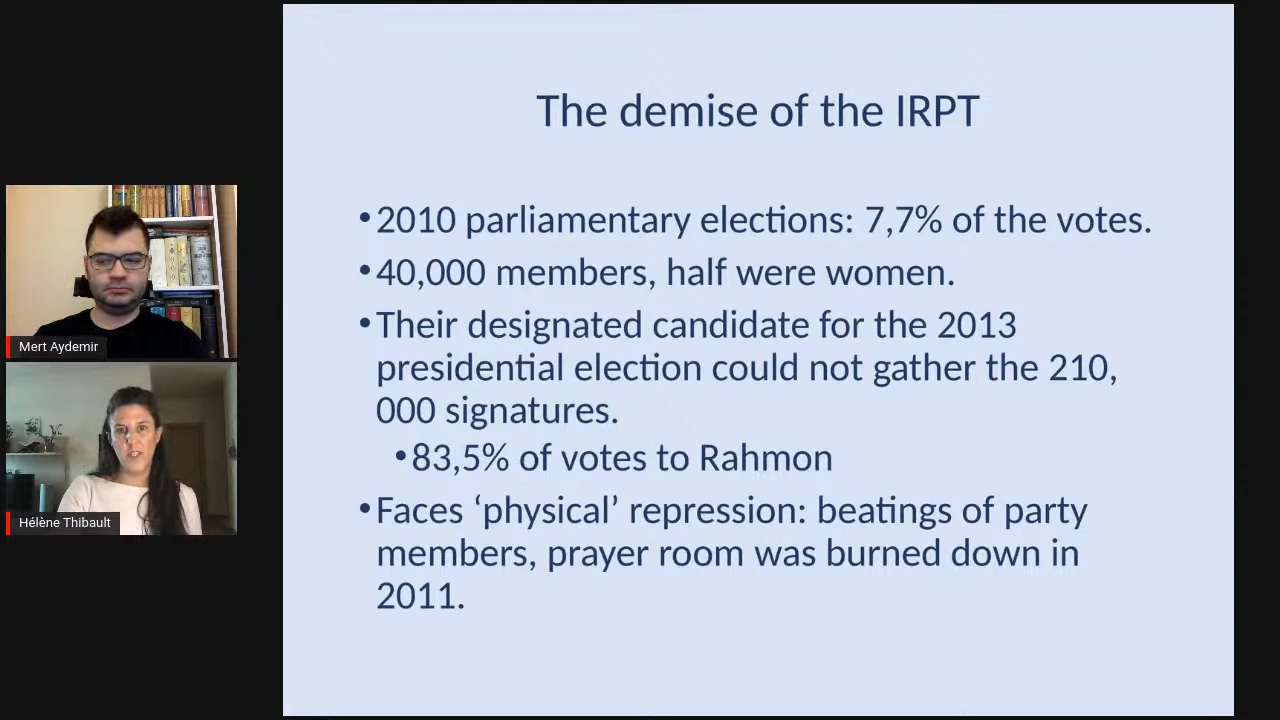 The demise of the IRPT
•2010 parliamentary elections: 7,7% of the votes.
•40,000 members, half were women.
•Their designated candidate for the 2013
presidential election could not gather the 210,
000 signatures.
•83,5% of votes to Rahmon
•Faces ‘physical’ repression: beatings of party
members, prayer room was burned down in
2011.
Mert Aydemir
Hélène Thibault